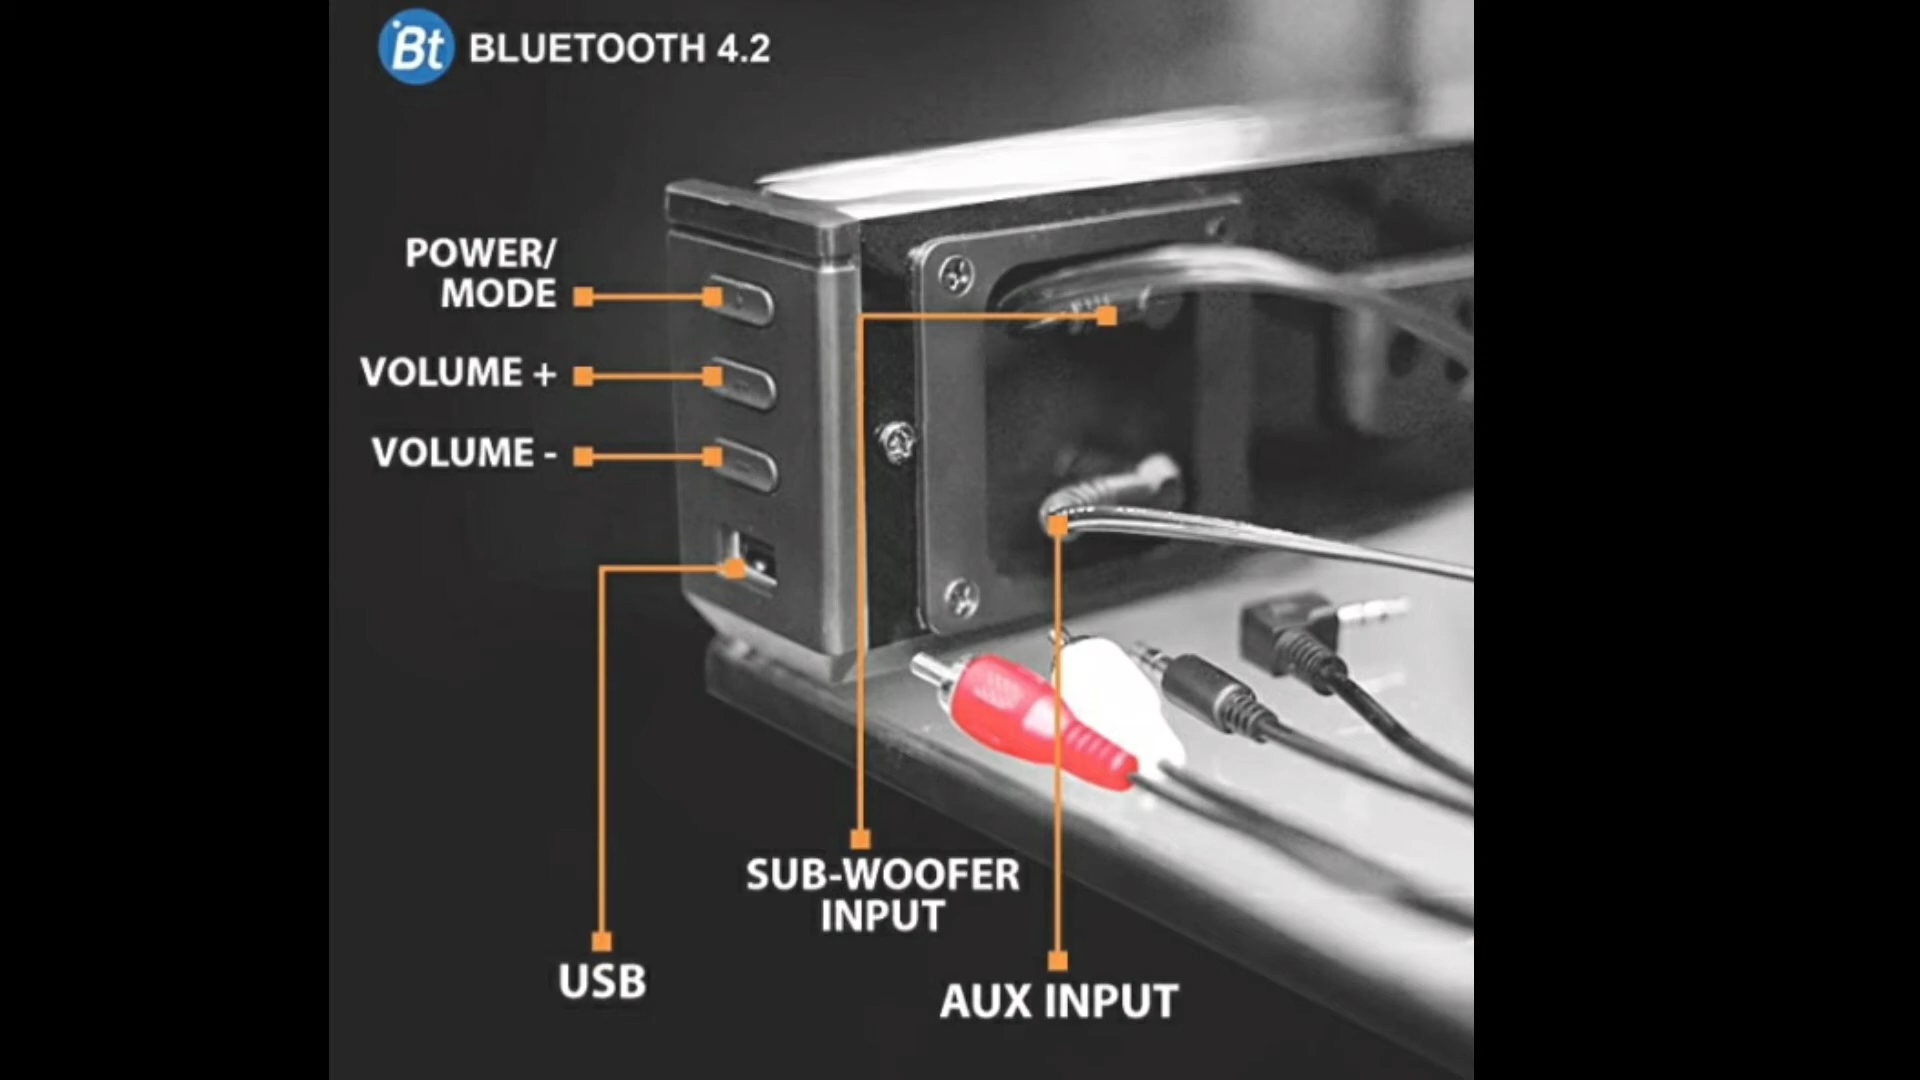 Bt BLUETOOTH 4.2
POWER/
MODE
VOLUME +
VOLUME -
SUB-WOOFER
INPUT
USB
AUX INPUT